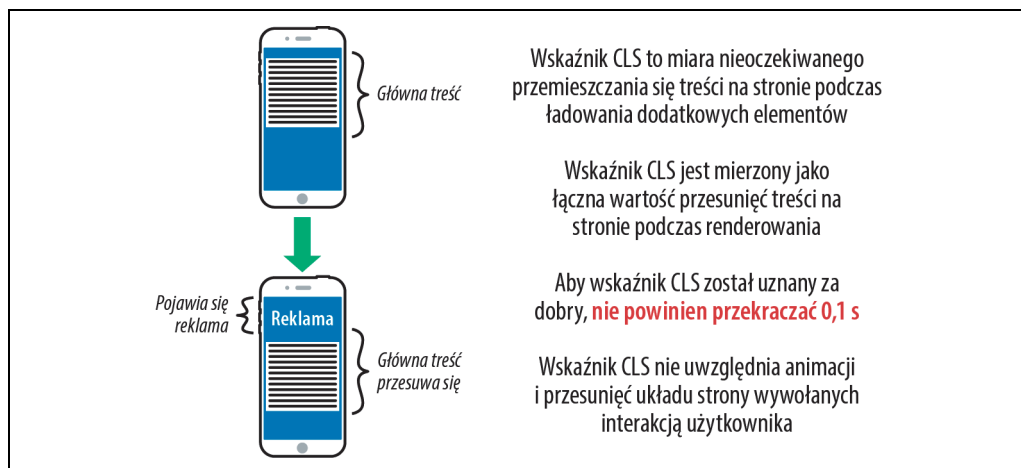 Główna treść
Pojawia się
reklama
Reklama
Główna treść
przesuwa się
Wskaźnik CLS to miara nieoczekiwanego
przemieszczania się treści na stronie podczas
ładowania dodatkowych elementów
Wskaźnik CLS jest mierzony jako
łączna wartość przesunięć treści na
stronie podczas renderowania
Aby wskaźnik CLS został uznany za
dobry, nie powinien przekraczać 0,1 s
Wskaźnik CLS nie uwzględnia animacji
i przesunięć układu strony wywołanych
interakcją użytkownika